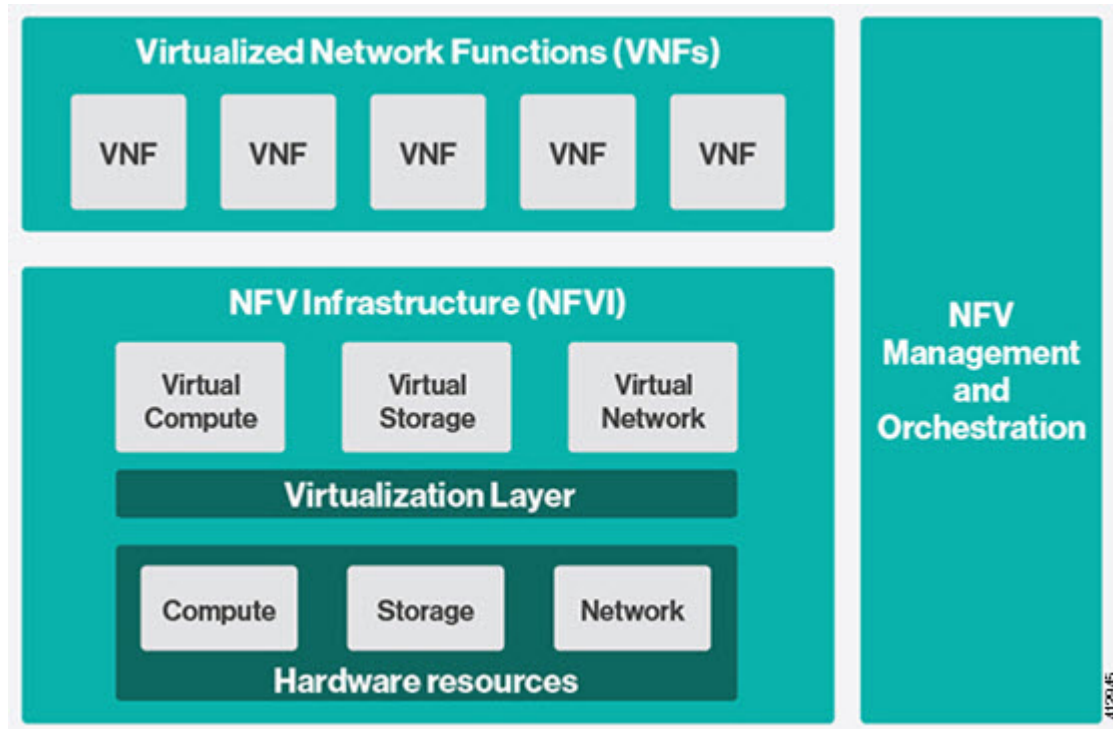 Virtualized Network Functions (VNFs)
VNF VNF VNF VNF VNF
NFV Infrastructure (NFVI)
Virtual
Compute
Virtual
Storage
Virtual
Network
Virtualization Layer
Compute Storage Network
Hardware resources
NFV
Management
and
Orchestration